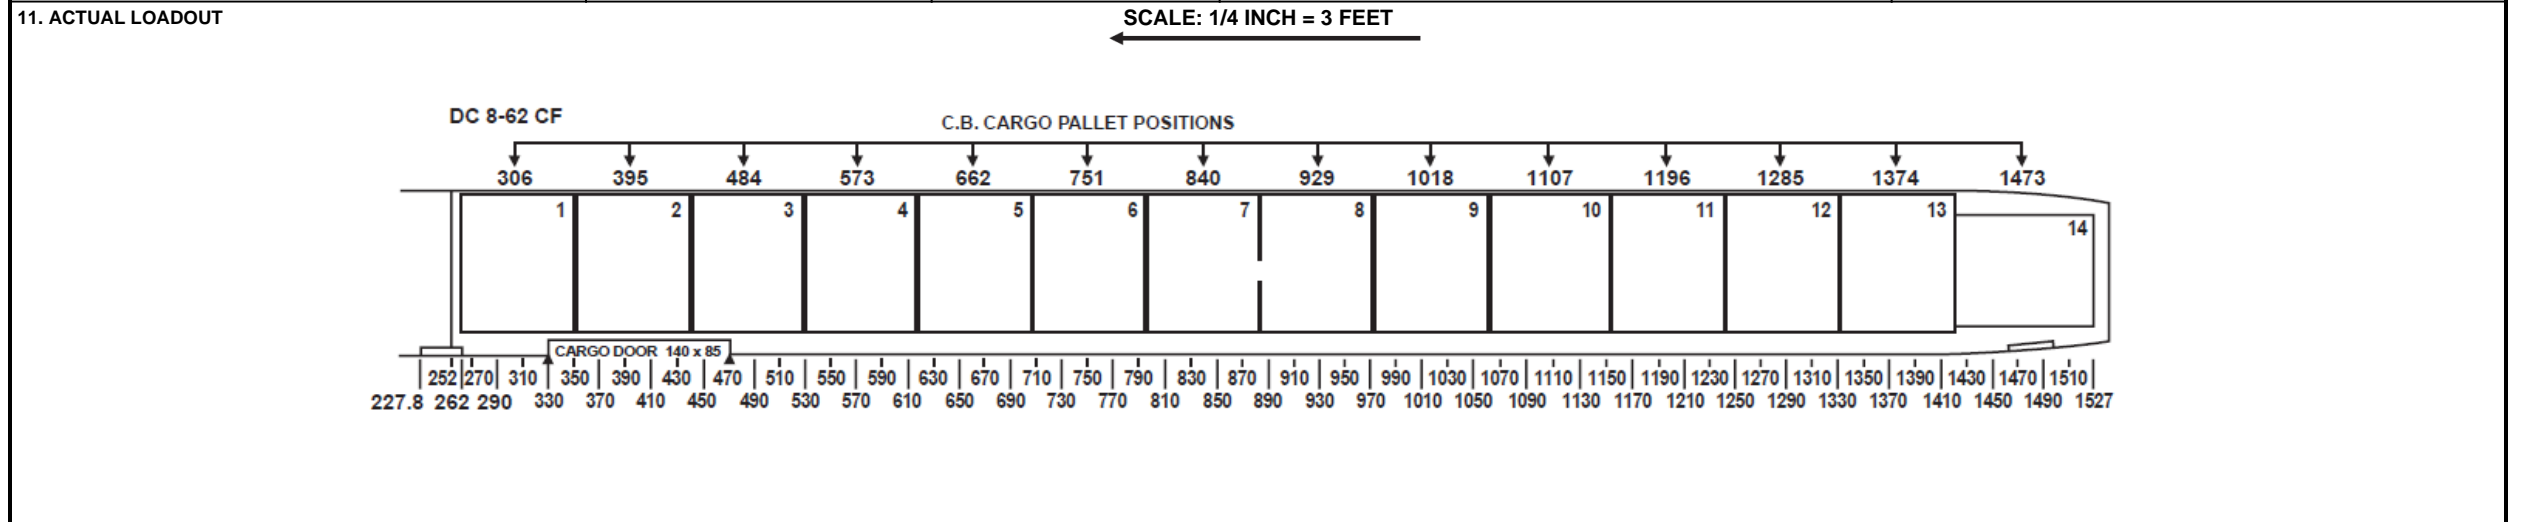 11. ACTUAL LOADOUT
SCALE: 1/4 INCH = 3 FEET
DC 8-62 CF
C.B. CARGO PALLET POSITIONS
306 395 484 573 662 751 840 929 1018 1107 1196 1285 1374 1473
1 2 3 4 5 6 7 8 9 10 11 12 13
14
CARGO DOOR 140 x 85
252 270 310 350 390 430 470 510 550 590 630 670 710 750 790 830 870 910 950 990 1030 1070 1110 1150 1190 1230 1270 1310 1350 1390 1430 1470 1510
227.8 262 290 330 370 410 450 490 530 570 610 650 690 730 770 810 850 890 930 970 1010 1050 1090 1130 1170 1210 1250 1290 1330 1370 1410 1450 1490 1527